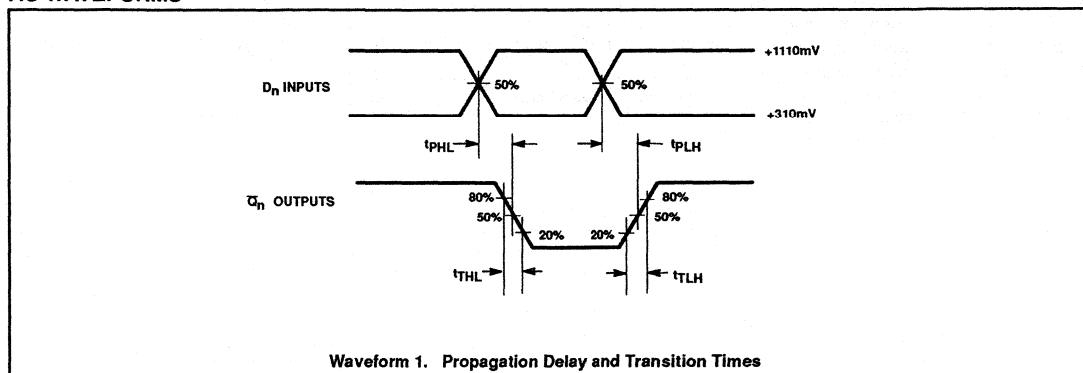 +1110mV
Dn INPUTS
50%
50%
+310mV
tPHL
tPLH
Q̅n OUTPUTS
80%
80%
50%
50%
20%
20%
tTHL
tTLH
Waveform 1. Propagation Delay and Transition Times